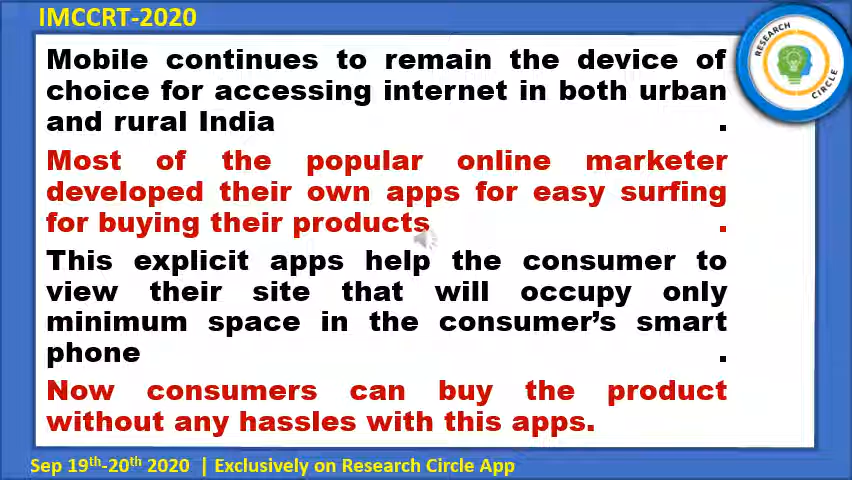 IMCCRT-2020
RESEARCH
CIRCLE
Mobile continues to remain the device of
choice for accessing internet in both urban
and rural India .
Most of the popular online marketer
developed their own apps for easy surfing
for buying their products .
This explicit apps help the consumer to
view their site that will occupy only
minimum space in the consumer’s smart
phone .
Now consumers can buy the product
without any hassles with this apps.
Sep 19th-20th 2020 | Exclusively on Research Circle App